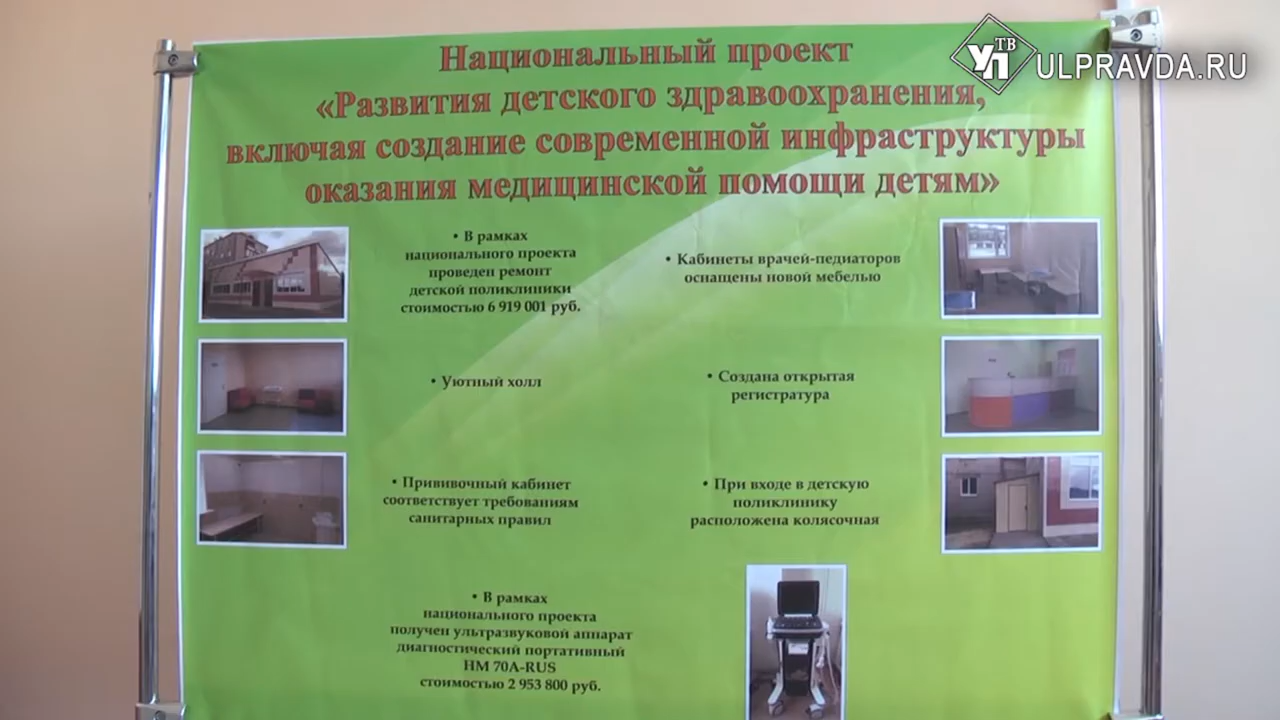 УП ТВ ULPRAVDA.RU
Национальный проект
«Развития детского здравоохранения,
включая создание современной инфраструктуры
оказания медицинской помощи детям»
• В рамках
национального проекта
проведен ремонт
детской поликлиники
стоимостью 6 919 001 руб.
• Кабинеты врачей-педиаторов
оснащены новой мебелью
• Уютный холл
• Создана открытая
регистратура
• Прививочный кабинет
соответствует требованиям
санитарных правил
• При входе в детскую
поликлинику
расположена колясочная
• В рамках
национального проекта
получен ультразвуковой аппарат
диагностический портативный
HM 70A-RUS
стоимостью 2 953 800 руб.